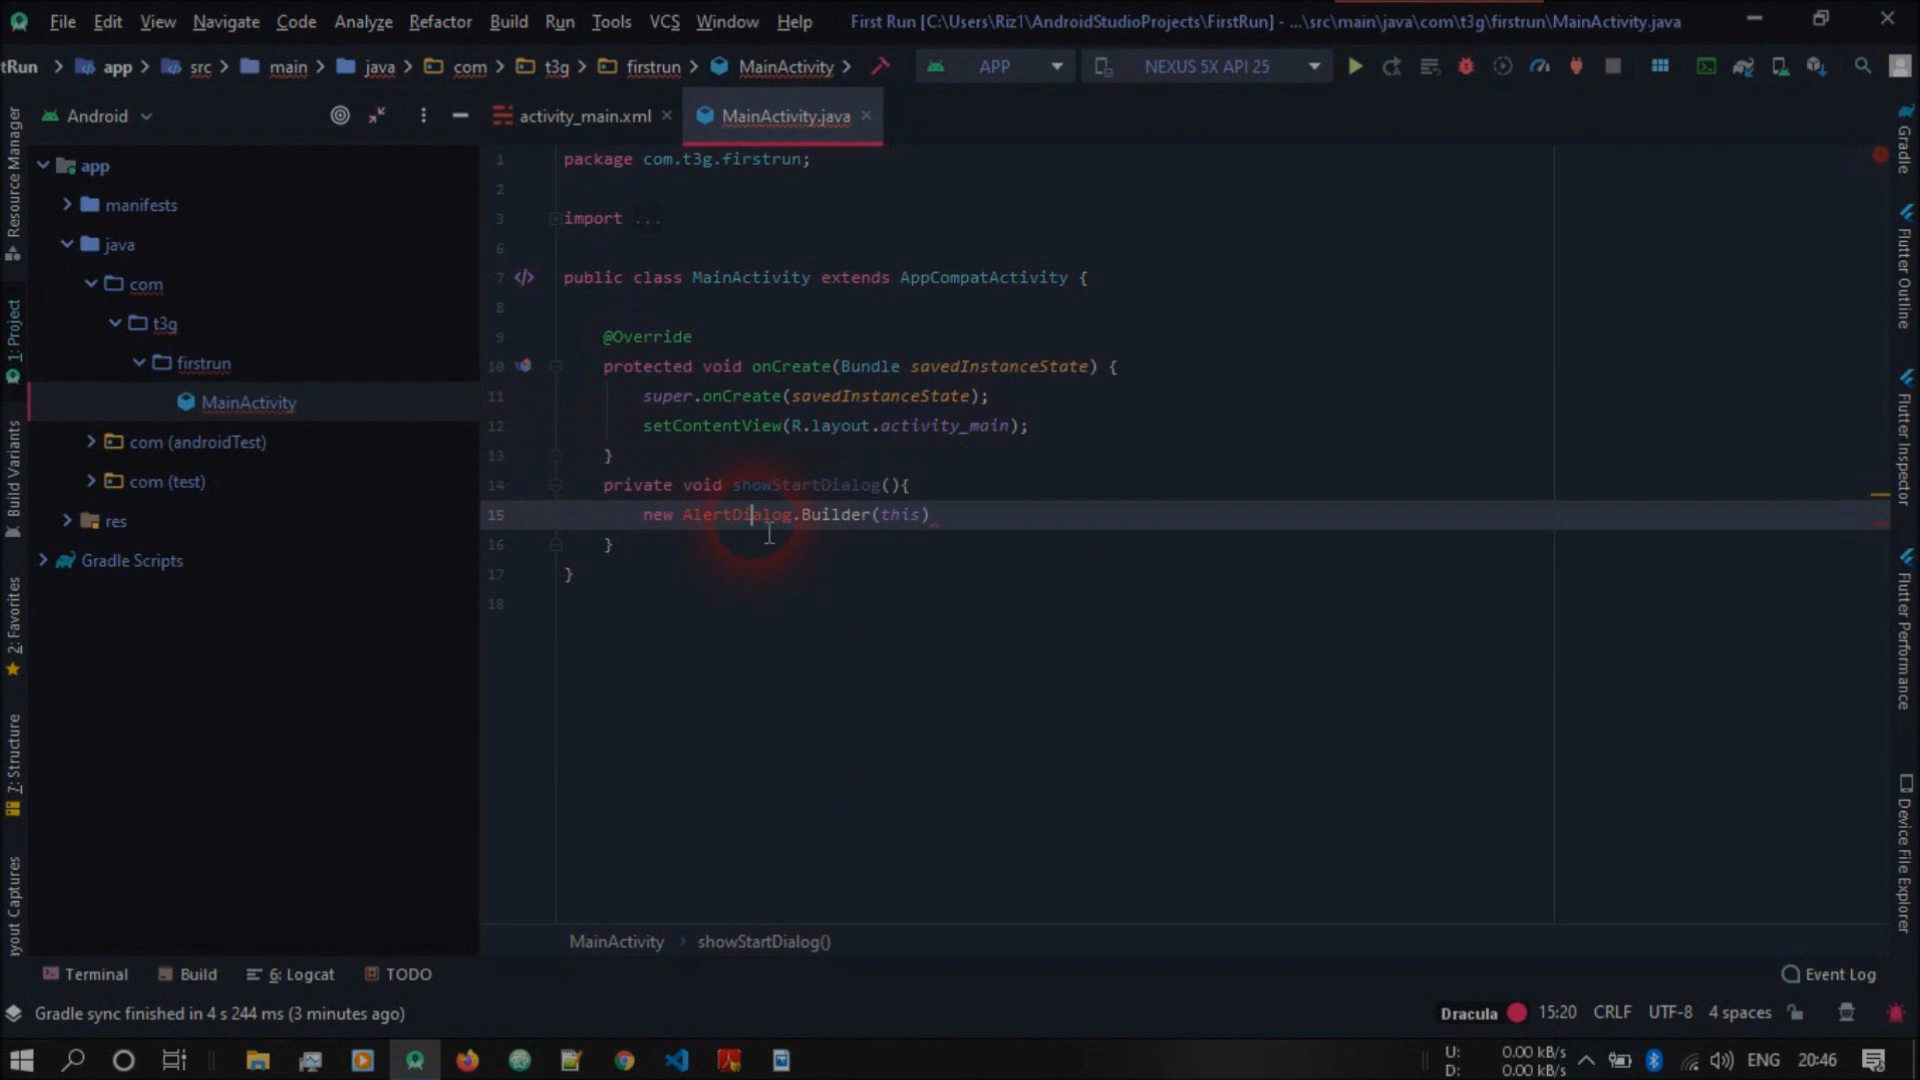 File Edit View Navigate Code Analyze Refactor Build Run Tools VCS Window Help First Run [C:\Users\Riz1\AndroidStudioProjects\FirstRun] - ...\src\main\java\com\t3g\firstrun\MainActivity.java
tRun app src main java com t3g firstrun MainActivity APP NEXUS 5X API 25
Android activity_main.xml MainActivity.java
app
manifests
java
com
t3g
firstrun
MainActivity
com (androidTest)
com (test)
res
Gradle Scripts
Resource Manager
1: Project
Build Variants
2: Favorites
7: Structure
ayout Captures
1 package com.t3g.firstrun;
2
3 import ...
6
7 </> public class MainActivity extends AppCompatActivity {
8
9 @Override
10 protected void onCreate(Bundle savedInstanceState) {
11 super.onCreate(savedInstanceState);
12 setContentView(R.layout.activity_main);
13 }
14 private void showStartDialog(){
15 new AlertDialog.Builder(this)
16 }
17 }
18
Gradle
Flutter Outline
Flutter Inspector
Flutter Performance
Device File Explorer
MainActivity showStartDialog()
Terminal Build 6: Logcat TODO Event Log
Gradle sync finished in 4 s 244 ms (3 minutes ago) Dracula 15:20 CRLF UTF-8 4 spaces
U: 0.00 kB/s
D: 0.00 kB/s
ENG 20:46